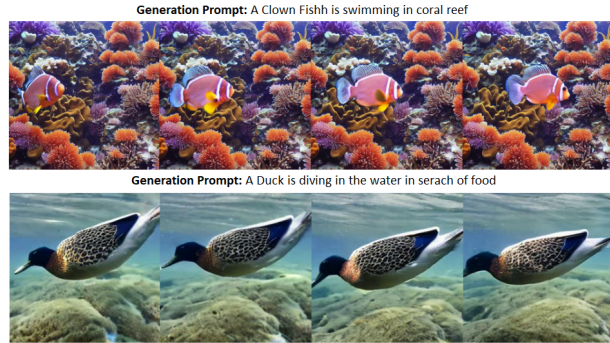 Generation Prompt: A Clown Fishh is swimming in coral reef
Generation Prompt: A Duck is diving in the water in serach of food